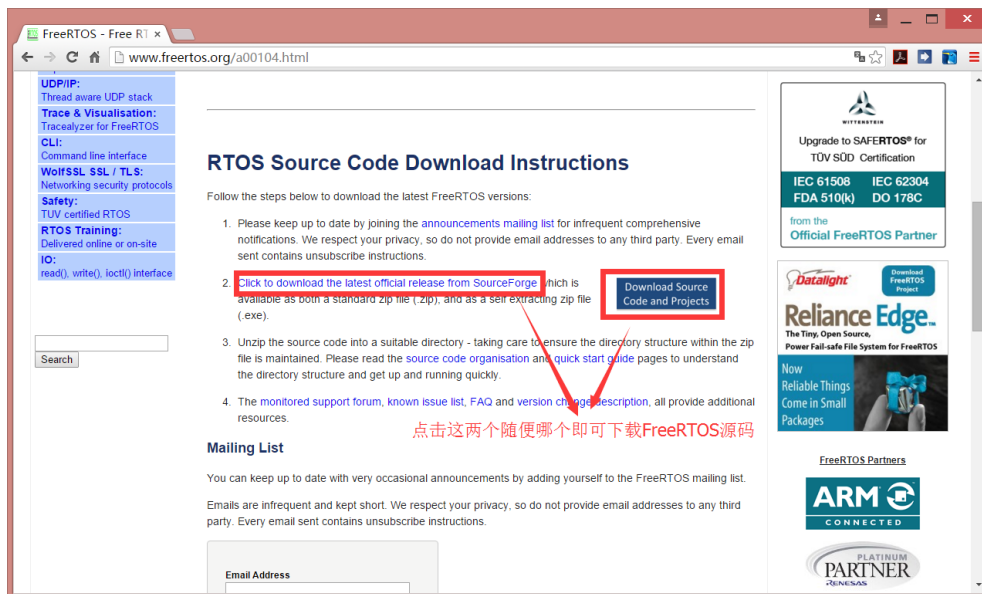 FreeRTOS - Free RT
www.freertos.org/a00104.html
UDP/IP:
Thread aware UDP stack
Trace & Visualisation:
Tracealyzer for FreeRTOS
CLI:
Command line interface
WolfSSL SSL / TLS:
Networking security protocols
Safety:
TUV certified RTOS
RTOS Training:
Delivered online or on-site
IO:
read(), write(), ioctl() interface
Search
RTOS Source Code Download Instructions
Follow the steps below to download the latest FreeRTOS versions:
1. Please keep up to date by joining the announcements mailing list for infrequent comprehensive
notifications. We respect your privacy, so do not provide email addresses to any third party. Every email
sent contains unsubscribe instructions.
2. Click to download the latest official release from SourceForge which is
available as both a standard zip file (.zip), and as a self extracting zip file
(.exe).
Download Source
Code and Projects
3. Unzip the source code into a suitable directory - taking care to ensure the directory structure within the zip
file is maintained. Please read the source code organisation and quick start guide pages to understand
the directory structure and get up and running quickly.
4. The monitored support forum, known issue list, FAQ and version change description, all provide additional
resources.
点击这两个随便哪个即可下载FreeRTOS源码
Mailing List
You can keep up to date with very occasional announcements by adding yourself to the FreeRTOS mailing list.
Emails are infrequent and kept short. We respect your privacy, so do not provide email addresses to any third
party. Every email sent contains unsubscribe instructions.
Email Address
WITTENSTEIN
Upgrade to SAFERTOS® for
TÜV SÜD Certification
IEC 61508 IEC 62304
FDA 510(k) DO 178C
from the
Official FreeRTOS Partner
Datalight
Download
FreeRTOS
Project
Reliance Edge™
The Tiny, Open Source,
Power Fail-safe File System for FreeRTOS
Now
Reliable Things
Come in Small
Packages
FreeRTOS Partners
ARM
CONNECTED
PLATINUM
PARTNER
RENESAS